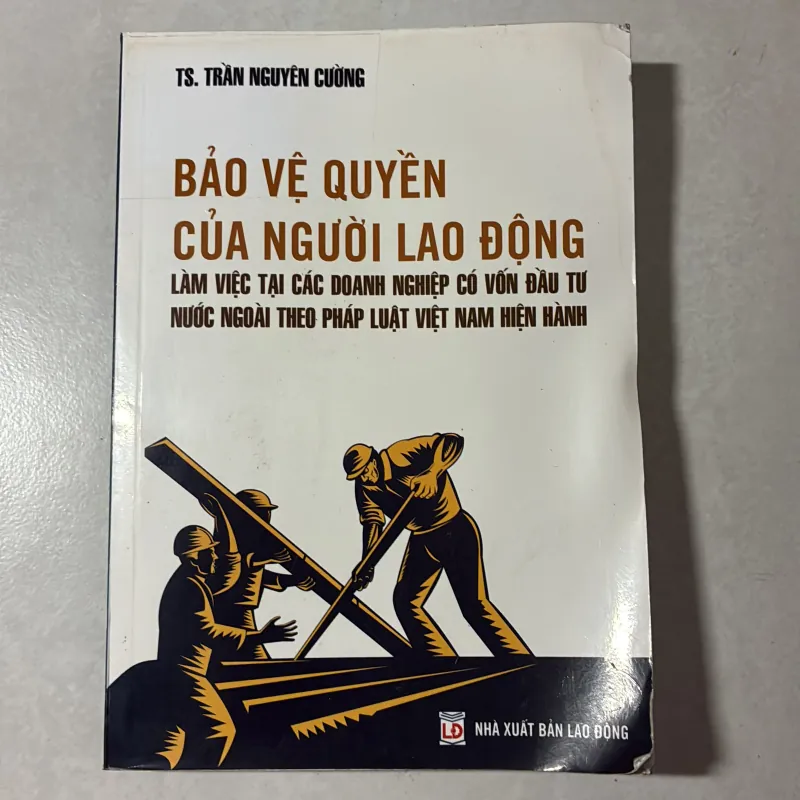 TS. TRẦN NGUYÊN CƯỜNG
BẢO VỆ QUYỀN
CỦA NGƯỜI LAO ĐỘNG
LÀM VIỆC TẠI CÁC DOANH NGHIỆP CÓ VỐN ĐẦU TƯ
NƯỚC NGOÀI THEO PHÁP LUẬT VIỆT NAM HIỆN HÀNH
LĐ NHÀ XUẤT BẢN LAO ĐỘNG